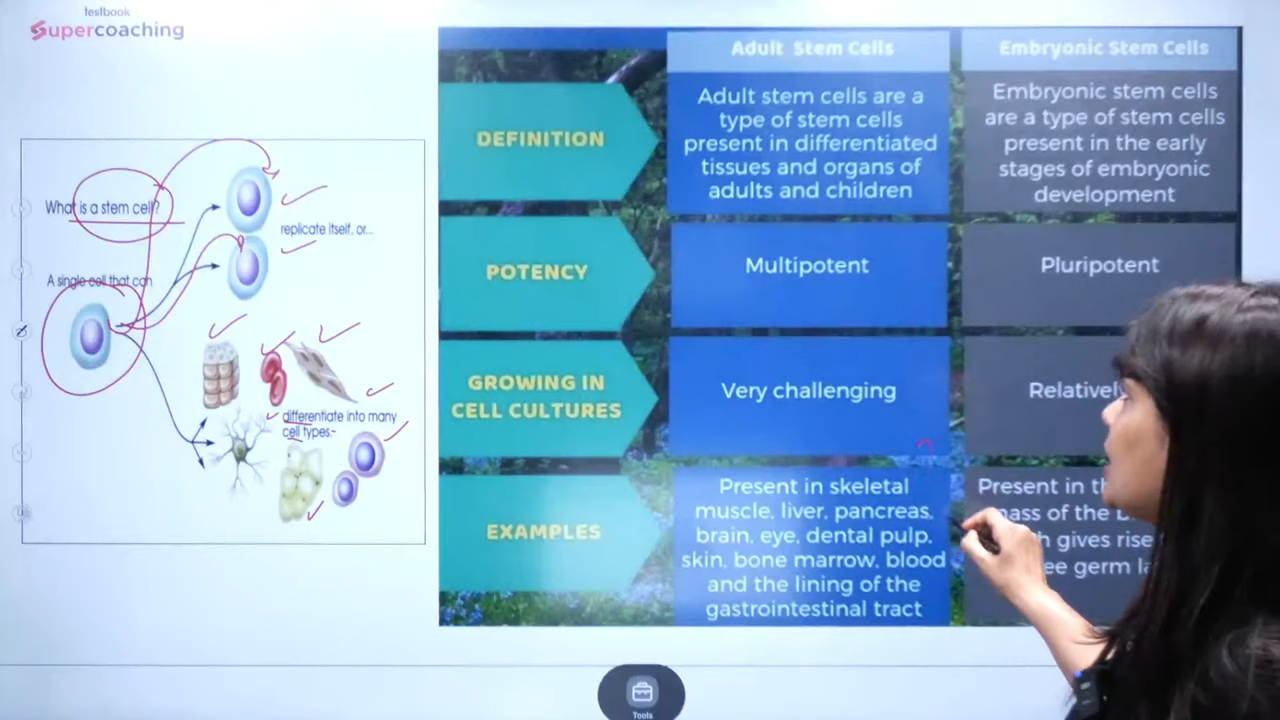 testbook
Supercoaching
What is a stem cell?
A single cell that can
replicate itself, or...
differentiate into many
cell types.
Adult Stem Cells
Embryonic Stem Cells
DEFINITION
Adult stem cells are a
type of stem cells
present in differentiated
tissues and organs of
adults and children
Embryonic stem cells
are a type of stem cells
present in the early
stages of embryonic
development
POTENCY
Multipotent
Pluripotent
GROWING IN
CELL CULTURES
Very challenging
EXAMPLES
Present in skeletal
muscle, liver, pancreas,
brain, eye, dental pulp,
skin, bone marrow, blood
and the lining of the
gastrointestinal tract
Present in
of the
gives rise
germ
Tools